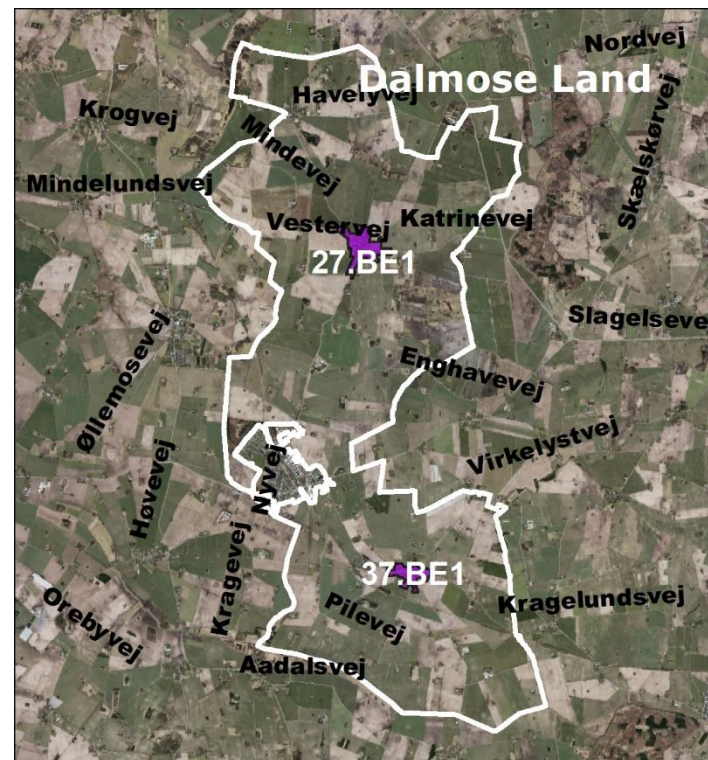 Nordvej
Dalmose Land
Havelyvej
Krogvej
Mindevej
Skælskørvej
Mindelundsvej
Vestervej
Katrinevej
27.BE1
Slagelseve
Øllemosevej
Enghavevej
Virkelystvej
Høvevej
Nyvej
Kragevej
37.BE1
Orebyvej
Pilevej
Kragelundsvej
Aadalsvej